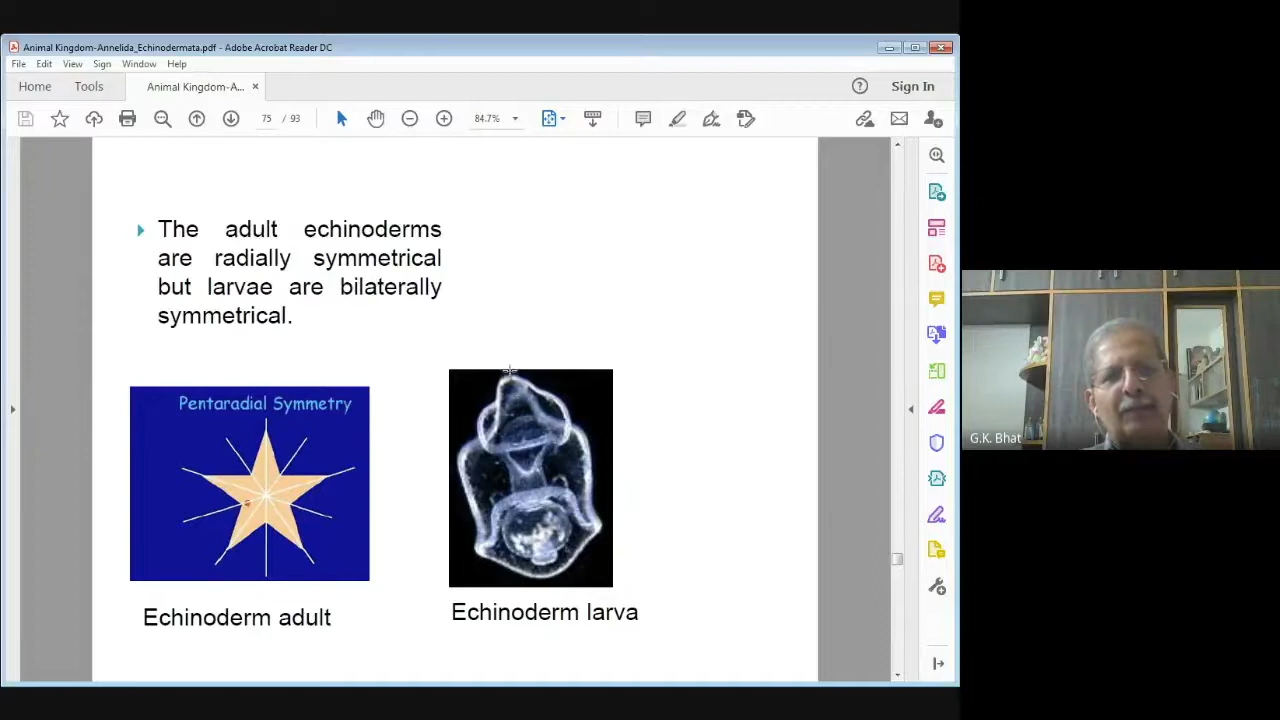 Animal Kingdom-Annelida_Echinodermata.pdf - Adobe Acrobat Reader DC
File Edit View Sign Window Help
Home Tools Animal Kingdom-A... × Sign In
75 / 93 84.7%
The adult echinoderms
are radially symmetrical
but larvae are bilaterally
symmetrical.
Pentaradial Symmetry
Echinoderm adult
Echinoderm larva
G.K. Bhat